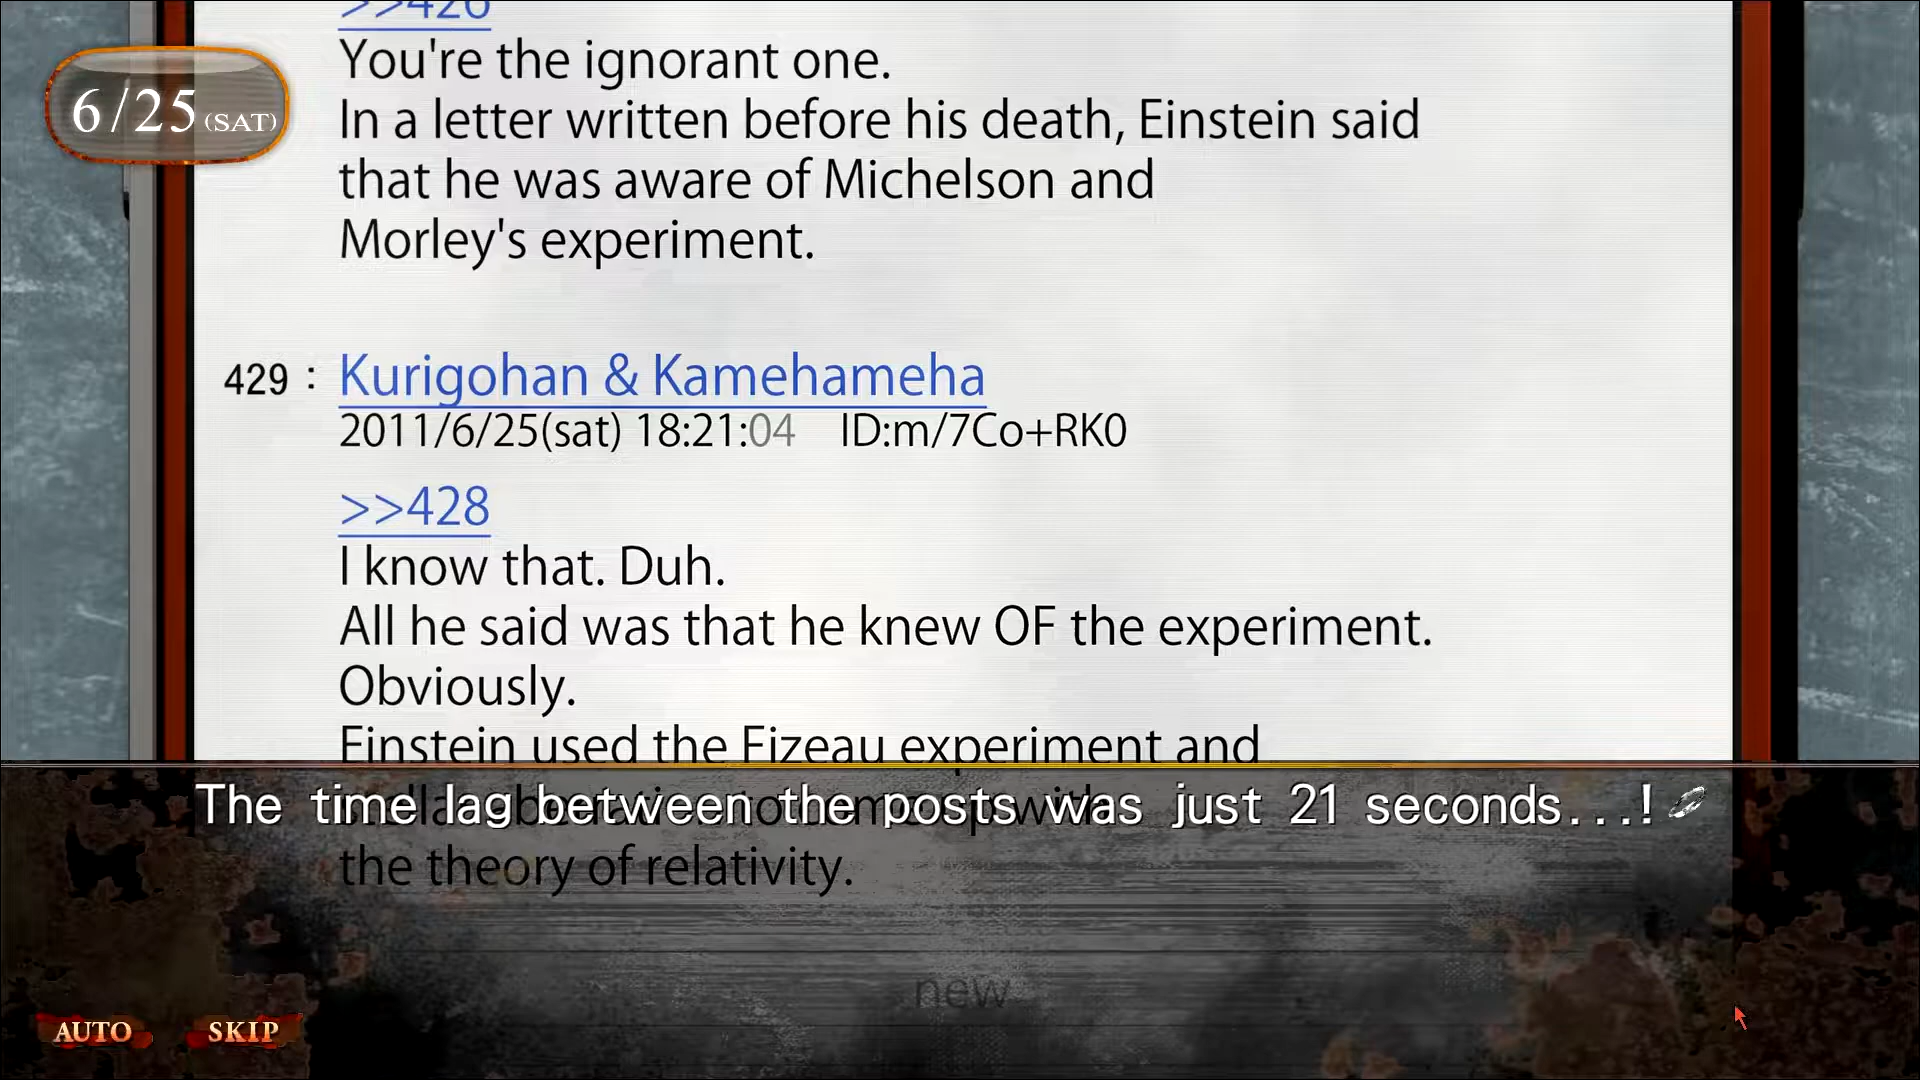 >>426
6/25(SAT)
You're the ignorant one.
In a letter written before his death, Einstein said
that he was aware of Michelson and
Morley's experiment.
429 : Kurigohan & Kamehameha
2011/6/25(sat) 18:21:04 ID:m/7Co+RK0
>>428
I know that. Duh.
All he said was that he knew OF the experiment.
Obviously.
Einstein used the Fizeau experiment and
The time lag between the posts was just 21 seconds...!
the theory of relativity.
new
AUTO SKIP